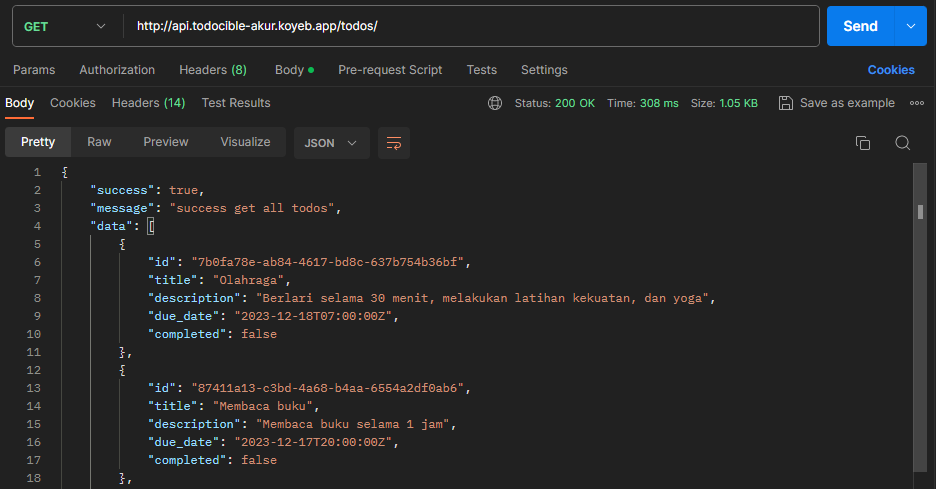 GET http://api.todocible-akur.koyeb.app/todos/ Send
Params Authorization Headers (8) Body Pre-request Script Tests Settings Cookies
Body Cookies Headers (14) Test Results Status: 200 OK Time: 308 ms Size: 1.05 KB Save as example
Pretty Raw Preview Visualize JSON
1 {
2 "success": true,
3 "message": "success get all todos",
4 "data": [
5 {
6 "id": "7b0fa78e-ab84-4617-bd8c-637b754b36bf",
7 "title": "Olahraga",
8 "description": "Berlari selama 30 menit, melakukan latihan kekuatan, dan yoga",
9 "due_date": "2023-12-18T07:00:00Z",
10 "completed": false
11 },
12 {
13 "id": "87411a13-c3bd-4a68-b4aa-6554a2df0ab6",
14 "title": "Membaca buku",
15 "description": "Membaca buku selama 1 jam",
16 "due_date": "2023-12-17T20:00:00Z",
17 "completed": false
18 },